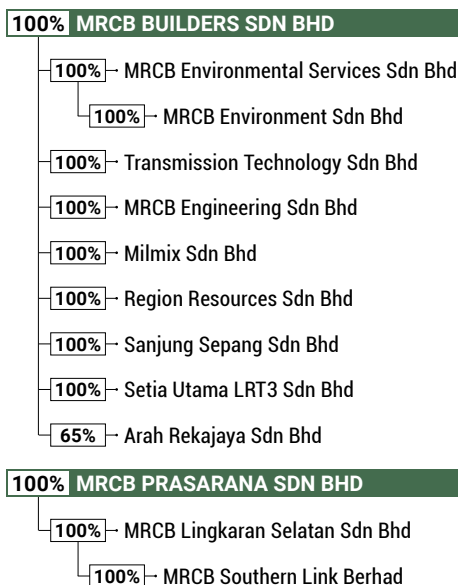 100% MRCB BUILDERS SDN BHD
100% MRCB Environmental Services Sdn Bhd
100% MRCB Environment Sdn Bhd
100% Transmission Technology Sdn Bhd
100% MRCB Engineering Sdn Bhd
100% Milmix Sdn Bhd
100% Region Resources Sdn Bhd
100% Sanjung Sepang Sdn Bhd
100% Setia Utama LRT3 Sdn Bhd
65% Arah Rekajaya Sdn Bhd
100% MRCB PRASARANA SDN BHD
100% MRCB Lingkaran Selatan Sdn Bhd
100% MRCB Southern Link Berhad